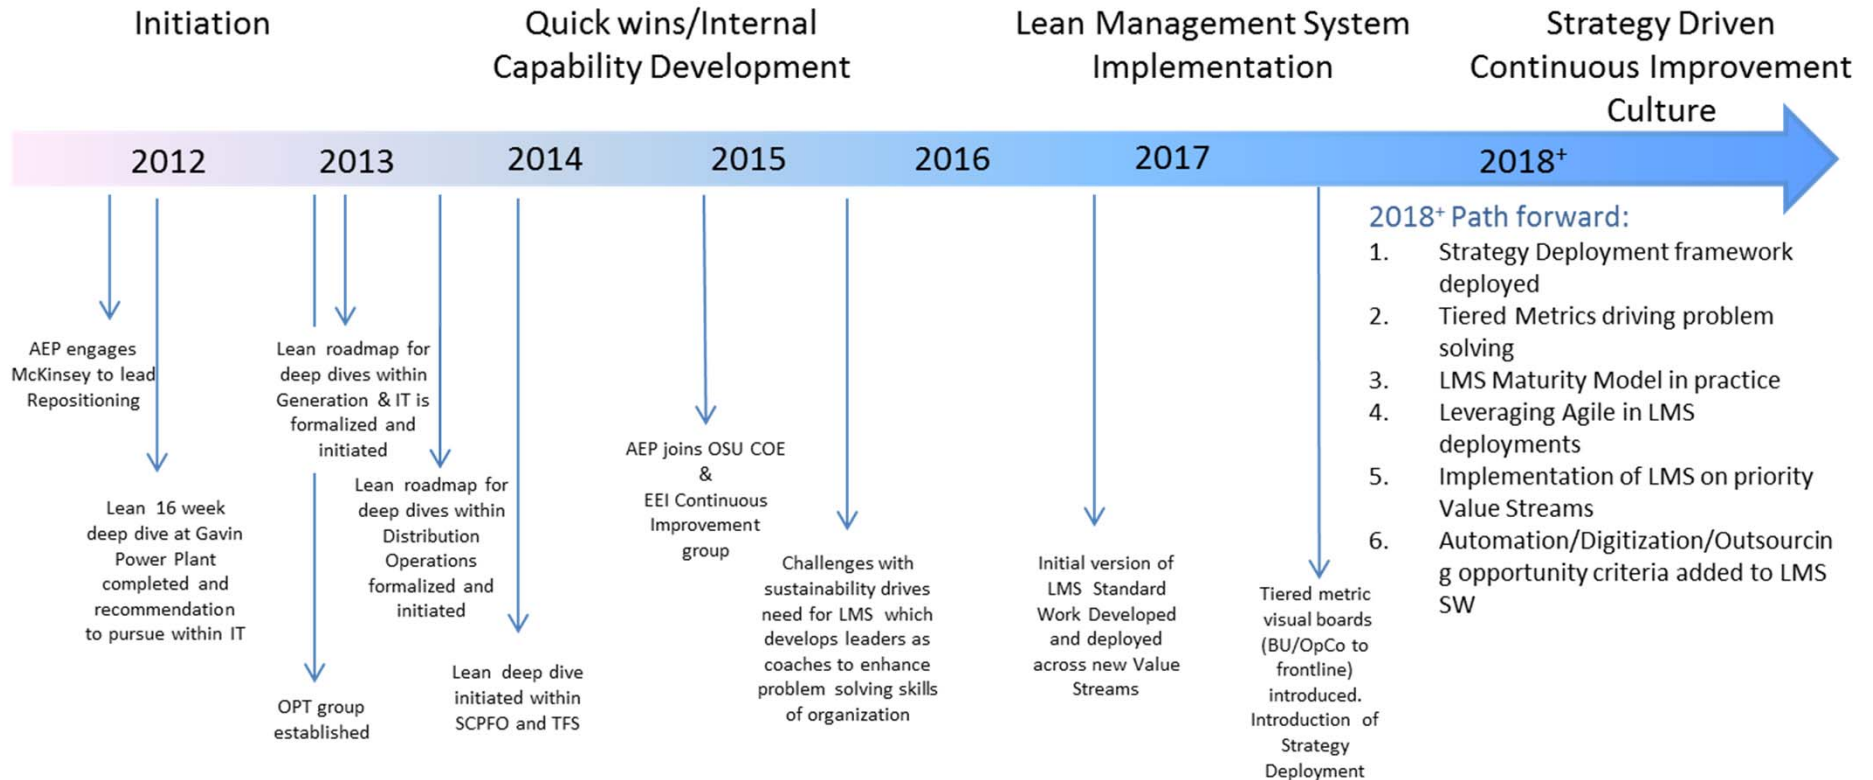 Initiation
Quick wins/Internal
Capability Development
Lean Management System
Implementation
Strategy Driven
Continuous Improvement
Culture
2012
2013
2014
2015
2016
2017
2018+
AEP engages
McKinsey to lead
Repositioning
Lean 16 week
deep dive at Gavin
Power Plant
completed and
recommendation
to pursue within IT
Lean roadmap for
deep dives within
Generation & IT is
formalized and
initiated
OPT group
established
Lean roadmap for
deep dives within
Distribution
Operations
formalized and
initiated
Lean deep dive
initiated within
SCPFO and TFS
AEP joins OSU COE
&
EEI Continuous
Improvement
group
Challenges with
sustainability drives
need for LMS which
develops leaders as
coaches to enhance
problem solving skills
of organization
Initial version of
LMS Standard
Work Developed
and deployed
across new Value
Streams
Tiered metric
visual boards
(BU/OpCo to
frontline)
introduced.
Introduction of
Strategy
Deployment
2018+ Path forward:
1. Strategy Deployment framework
deployed
2. Tiered Metrics driving problem
solving
3. LMS Maturity Model in practice
4. Leveraging Agile in LMS
deployments
5. Implementation of LMS on priority
Value Streams
6. Automation/Digitization/Outsourcin
g opportunity criteria added to LMS
SW